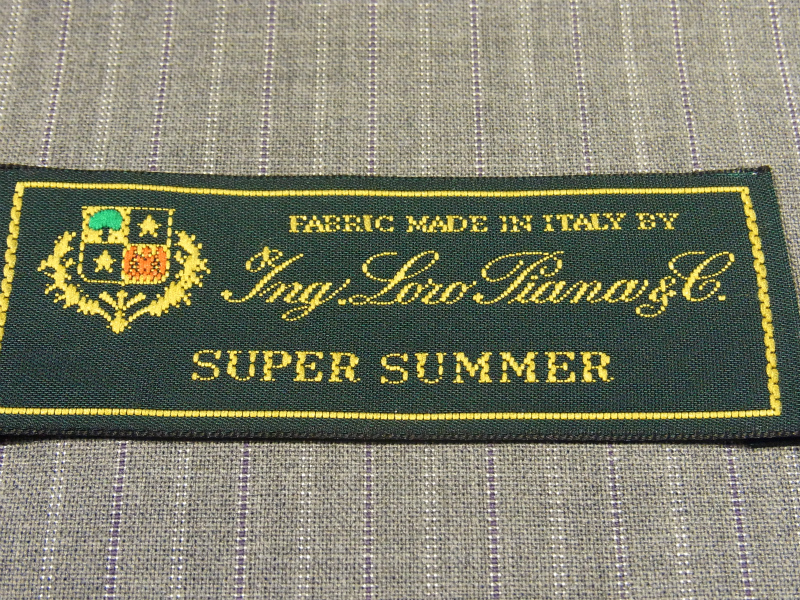 FABRIC MADE IN ITALY BY
Ing. Loro Piana & C.
SUPER SUMMER